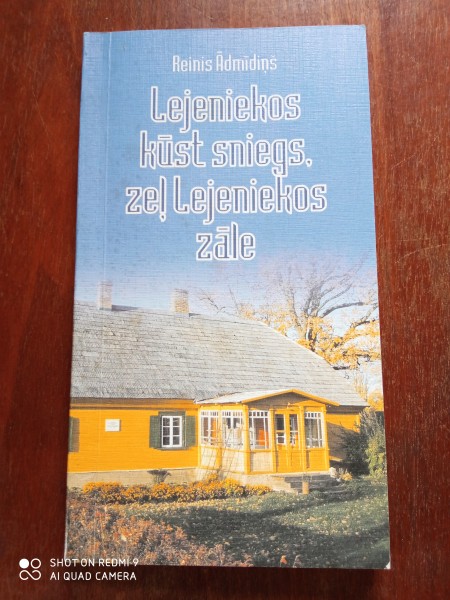 Reinis Ādmīdiņš
Lejeniekos
kūst sniegs,
zeļ Lejeniekos
zāle
SHOT ON REDMI 9
AI QUAD CAMERA